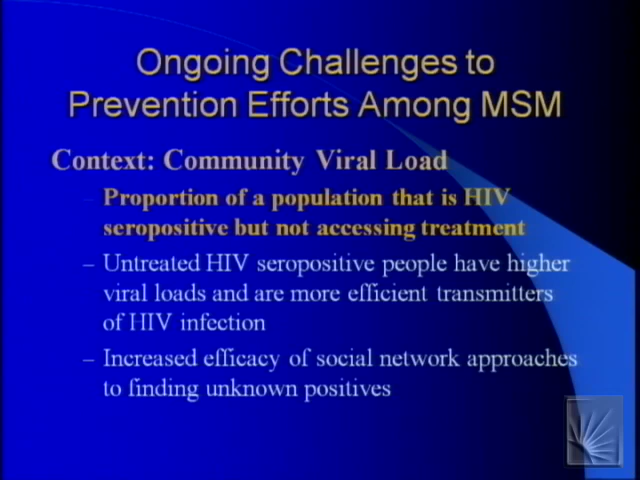 Ongoing Challenges to
Prevention Efforts Among MSM
Context: Community Viral Load
– Proportion of a population that is HIV
seropositive but not accessing treatment
– Untreated HIV seropositive people have higher
viral loads and are more efficient transmitters
of HIV infection
– Increased efficacy of social network approaches
to finding unknown positives